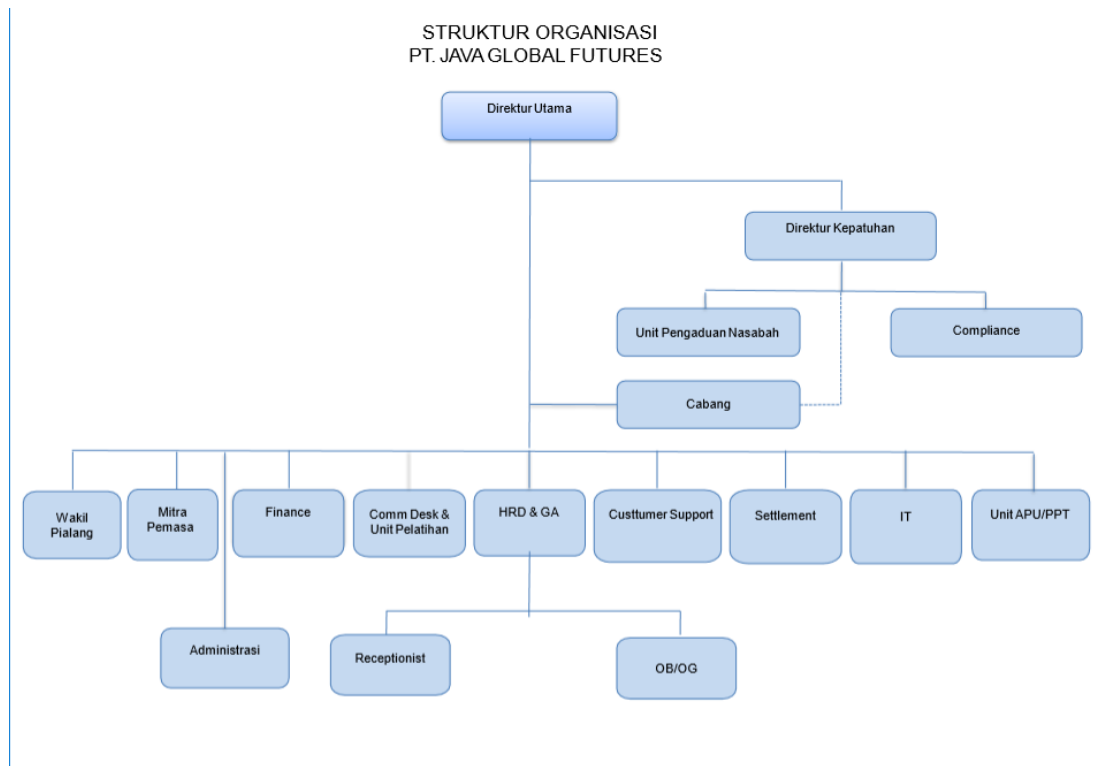 STRUKTUR ORGANISASI
PT. JAVA GLOBAL FUTURES
Direktur Utama
Direktur Kepatuhan
Unit Pengaduan Nasabah
Compliance
Cabang
Wakil
Pialang
Mitra
Pemasa
Finance
Comm Desk &
Unit Pelatihan
HRD & GA
Custtumer Support
Settlement
IT
Unit APU/PPT
Administrasi
Receptionist
OB/OG